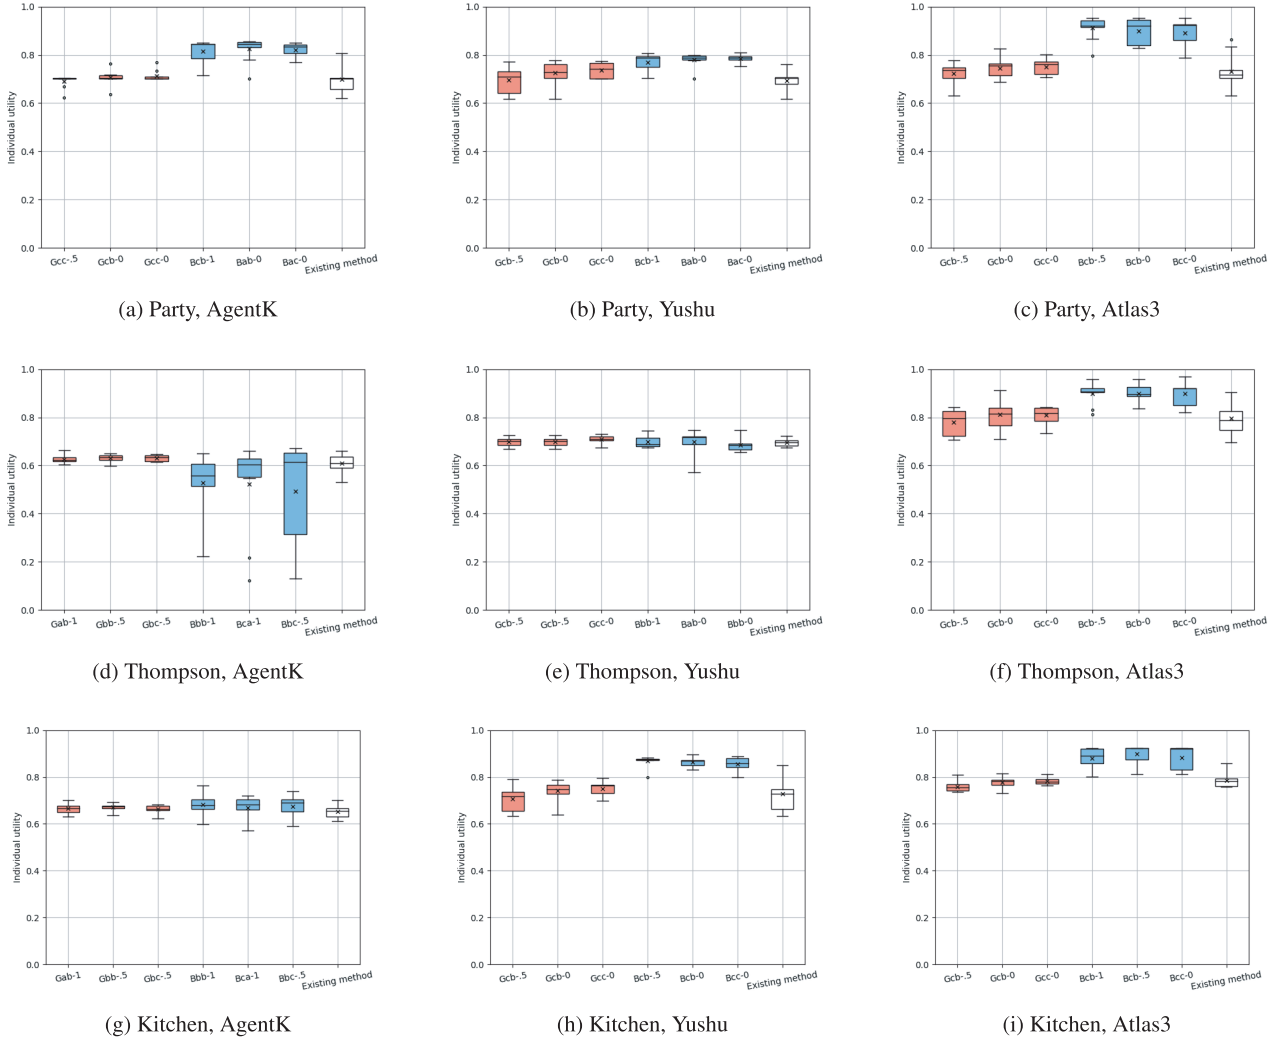 Individual utility
1.0
0.8
0.6
0.4
0.2
0.0
Gcc-.5 Gcb-0 Gcc-0 Bcb-1 Bab-0 Bac-0 Existing method
(a) Party, AgentK
Individual utility
1.0
0.8
0.6
0.4
0.2
0.0
Gcb-.5 Gcb-0 Gcc-0 Bcb-1 Bab-0 Bac-0 Existing method
(b) Party, Yushu
Individual utility
1.0
0.8
0.6
0.4
0.2
0.0
Gcb-.5 Gcb-0 Gcc-0 Bcb-.5 Bcb-0 Bcc-0 Existing method
(c) Party, Atlas3
Individual utility
1.0
0.8
0.6
0.4
0.2
0.0
Gab-1 Gbb-.5 Gbc-.5 Bbb-1 Bca-1 Bbc-.5 Existing method
(d) Thompson, AgentK
Individual utility
1.0
0.8
0.6
0.4
0.2
0.0
Gcb-.5 Gcc-.5 Gcc-0 Bbb-1 Bab-0 Bbb-0 Existing method
(e) Thompson, Yushu
Individual utility
1.0
0.8
0.6
0.4
0.2
0.0
Gcb-.5 Gcb-0 Gcc-0 Bcb-.5 Bcb-0 Bcc-0 Existing method
(f) Thompson, Atlas3
Individual utility
1.0
0.8
0.6
0.4
0.2
0.0
Gab-1 Gbb-.5 Gbc-.5 Bbb-1 Bca-1 Bbc-.5 Existing method
(g) Kitchen, AgentK
Individual utility
1.0
0.8
0.6
0.4
0.2
0.0
Gcb-.5 Gcb-0 Gcc-0 Bcb-.5 Bcb-0 Bcc-0 Existing method
(h) Kitchen, Yushu
Individual utility
1.0
0.8
0.6
0.4
0.2
0.0
Gcb-.5 Gcb-0 Gcc-0 Bcb-1 Bcb-.5 Bcc-0 Existing method
(i) Kitchen, Atlas3